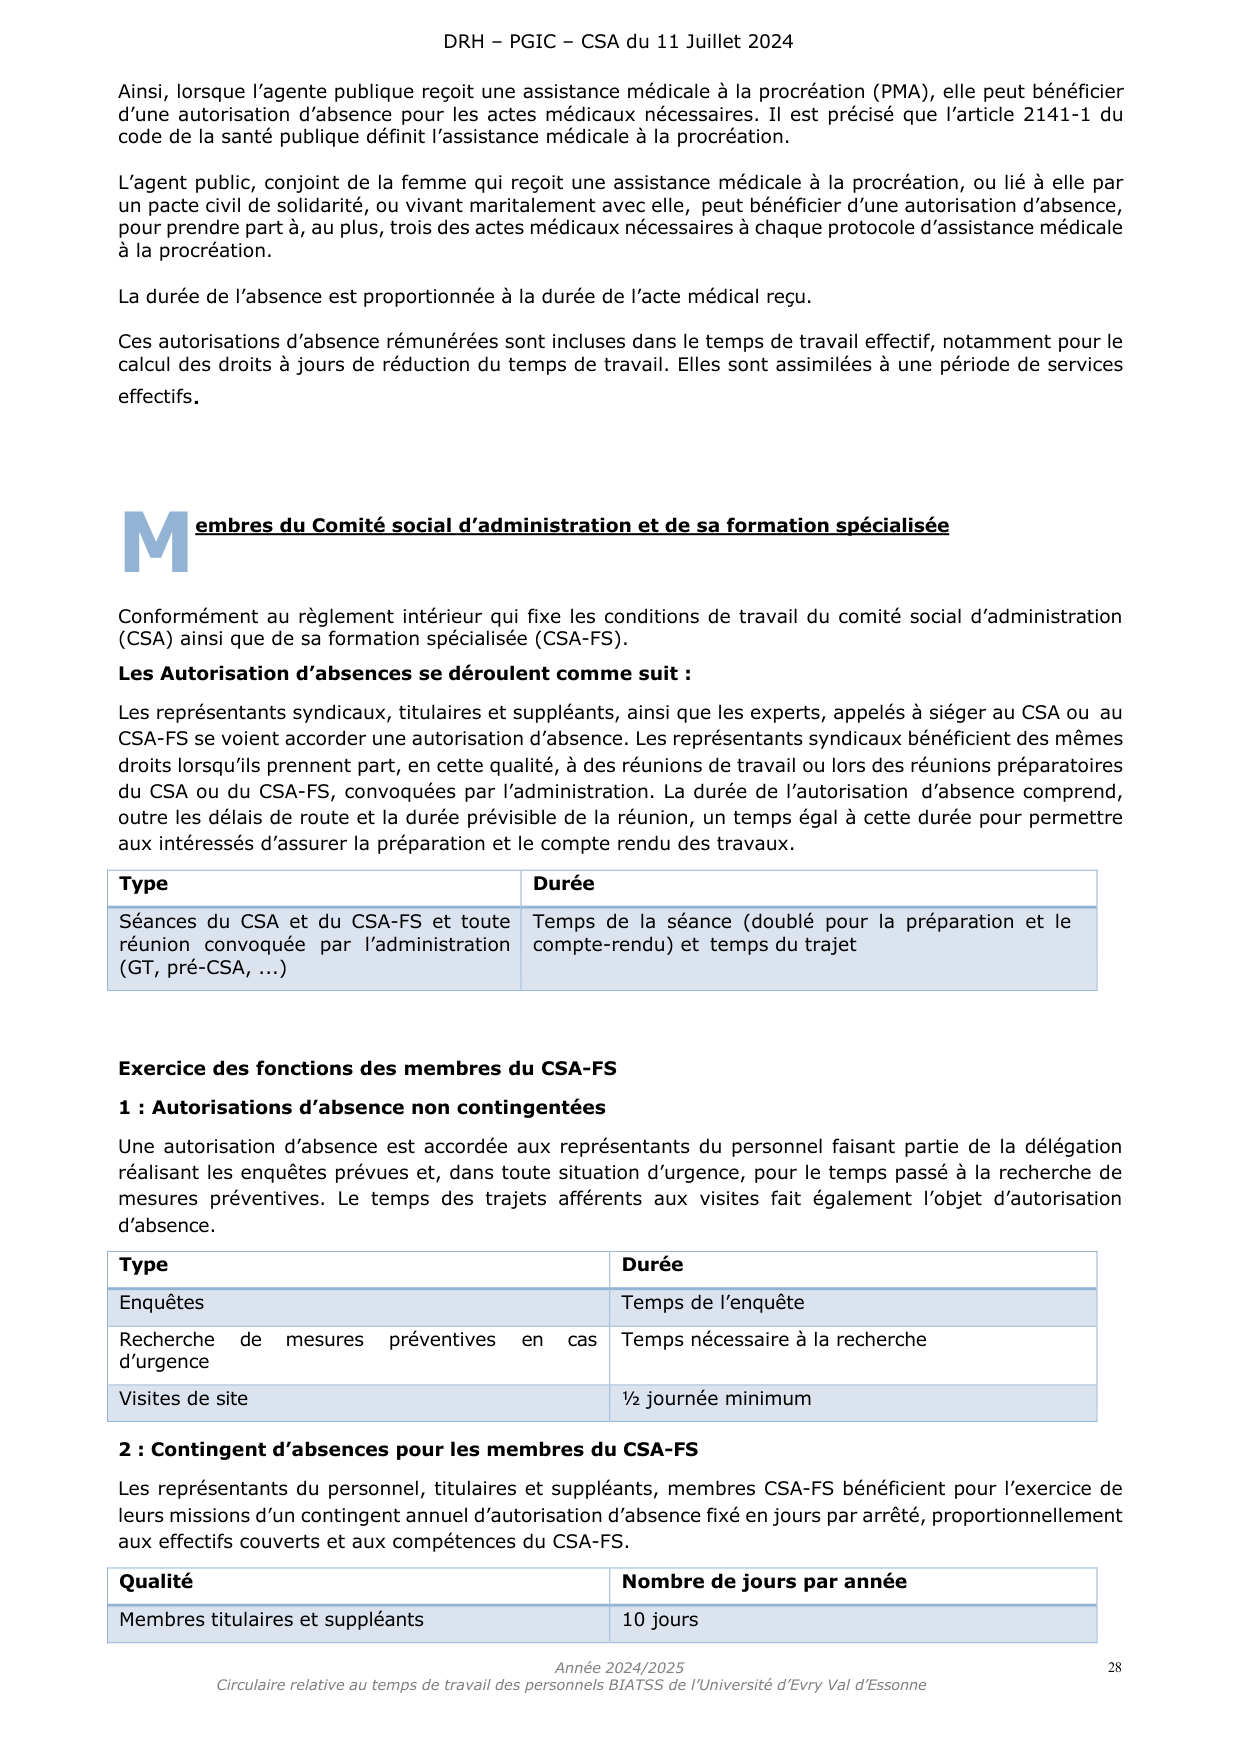 DRH – PGIC – CSA du 11 Juillet 2024
Ainsi, lorsque l’agente publique reçoit une assistance médicale à la procréation (PMA), elle peut bénéficier
d’une autorisation d’absence pour les actes médicaux nécessaires. Il est précisé que l’article 2141-1 du
code de la santé publique définit l’assistance médicale à la procréation.
L’agent public, conjoint de la femme qui reçoit une assistance médicale à la procréation, ou lié à elle par
un pacte civil de solidarité, ou vivant maritalement avec elle, peut bénéficier d’une autorisation d’absence,
pour prendre part à, au plus, trois des actes médicaux nécessaires à chaque protocole d’assistance médicale
à la procréation.
La durée de l’absence est proportionnée à la durée de l’acte médical reçu.
Ces autorisations d’absence rémunérées sont incluses dans le temps de travail effectif, notamment pour le
calcul des droits à jours de réduction du temps de travail. Elles sont assimilées à une période de services
effectifs.
Membres du Comité social d’administration et de sa formation spécialisée
Conformément au règlement intérieur qui fixe les conditions de travail du comité social d’administration
(CSA) ainsi que de sa formation spécialisée (CSA-FS).
Les Autorisation d’absences se déroulent comme suit :
Les représentants syndicaux, titulaires et suppléants, ainsi que les experts, appelés à siéger au CSA ou au
CSA-FS se voient accorder une autorisation d’absence. Les représentants syndicaux bénéficient des mêmes
droits lorsqu’ils prennent part, en cette qualité, à des réunions de travail ou lors des réunions préparatoires
du CSA ou du CSA-FS, convoquées par l’administration. La durée de l’autorisation d’absence comprend,
outre les délais de route et la durée prévisible de la réunion, un temps égal à cette durée pour permettre
aux intéressés d’assurer la préparation et le compte rendu des travaux.
Type Durée
Séances du CSA et du CSA-FS et toute Temps de la séance (doublé pour la préparation et le
réunion convoquée par l’administration compte-rendu) et temps du trajet
(GT, pré-CSA, ...)
Exercice des fonctions des membres du CSA-FS
1 : Autorisations d’absence non contingentées
Une autorisation d’absence est accordée aux représentants du personnel faisant partie de la délégation
réalisant les enquêtes prévues et, dans toute situation d’urgence, pour le temps passé à la recherche de
mesures préventives. Le temps des trajets afférents aux visites fait également l’objet d’autorisation
d’absence.
Type Durée
Enquêtes Temps de l’enquête
Recherche de mesures préventives en cas Temps nécessaire à la recherche
d’urgence
Visites de site ½ journée minimum
2 : Contingent d’absences pour les membres du CSA-FS
Les représentants du personnel, titulaires et suppléants, membres CSA-FS bénéficient pour l’exercice de
leurs missions d’un contingent annuel d’autorisation d’absence fixé en jours par arrêté, proportionnellement
aux effectifs couverts et aux compétences du CSA-FS.
Qualité Nombre de jours par année
Membres titulaires et suppléants 10 jours
Année 2024/2025 28
Circulaire relative au temps de travail des personnels BIATSS de l’Université d’Evry Val d’Essonne